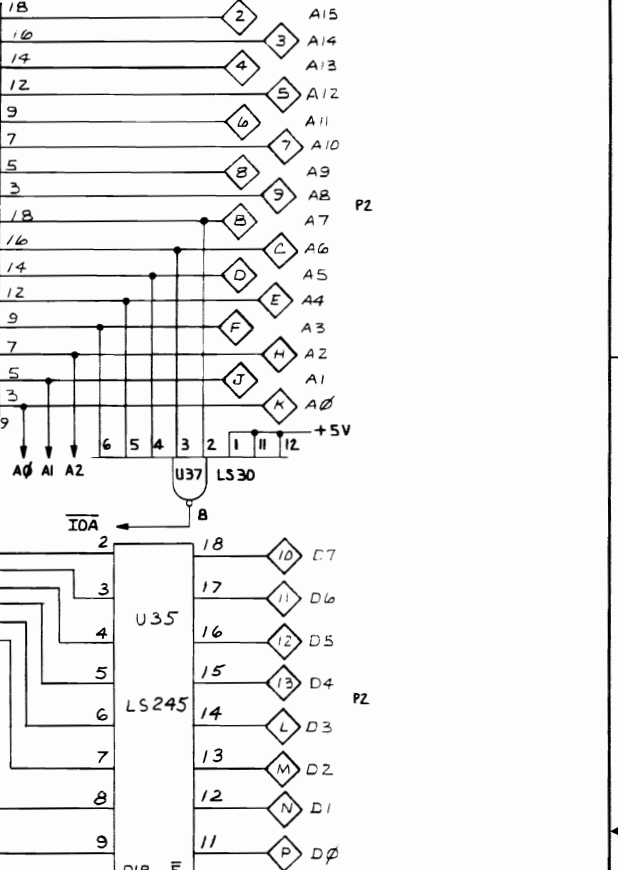 18 2 A15
16 3 A14
14 4 A13
12 5 A12
9 6 A11
7 7 A10
5 8 A9
3 9 A8
P2
18 B A7
16 C A6
14 D A5
12 E A4
9 F A3
7 H A2
5 J A1
3 K AØ
9
+5V
6 5 4 3 2 1 11 12
AØ A1 A2 U37 LS30
8
IOA
2 18 10 D7
3 17 11 D6
U35
4 16 12 D5
5 15 13 D4
P2
LS245
6 14 L D3
7 13 M D2
8 12 N D1
9 11 P DØ
DIR E